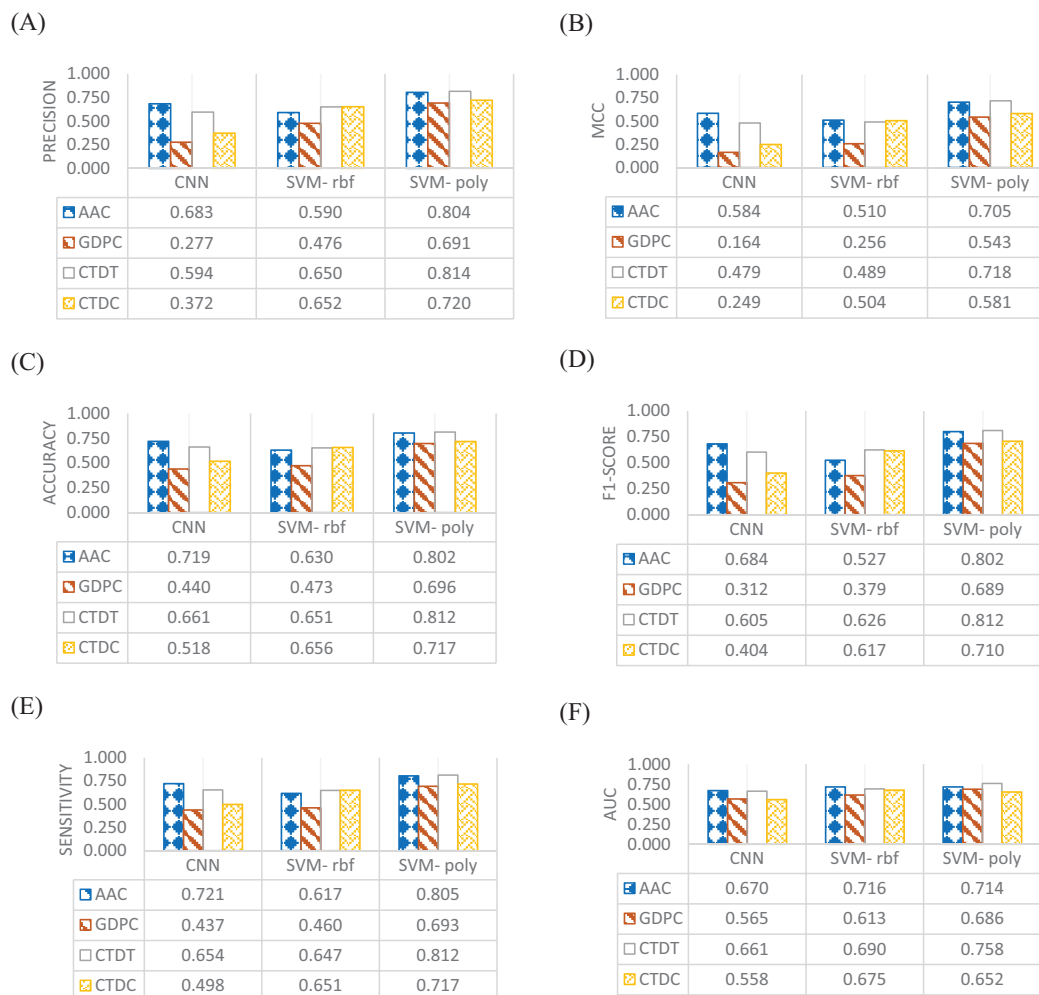 (A)
1.000
0.750
0.500
0.250
0.000
PRECISION
CNN SVM- rbf SVM- poly
AAC 0.683 0.590 0.804
GDPC 0.277 0.476 0.691
CTDT 0.594 0.650 0.814
CTDC 0.372 0.652 0.720
(B)
1.000
0.750
0.500
0.250
0.000
MCC
CNN SVM- rbf SVM- poly
AAC 0.584 0.510 0.705
GDPC 0.164 0.256 0.543
CTDT 0.479 0.489 0.718
CTDC 0.249 0.504 0.581
(C)
1.000
0.750
0.500
0.250
0.000
ACCURACY
CNN SVM- rbf SVM- poly
AAC 0.719 0.630 0.802
GDPC 0.440 0.473 0.696
CTDT 0.661 0.651 0.812
CTDC 0.518 0.656 0.717
(D)
1.000
0.750
0.500
0.250
0.000
F1-SCORE
CNN SVM- rbf SVM- poly
AAC 0.684 0.527 0.802
GDPC 0.312 0.379 0.689
CTDT 0.605 0.626 0.812
CTDC 0.404 0.617 0.710
(E)
1.000
0.750
0.500
0.250
0.000
SENSITIVITY
CNN SVM- rbf SVM- poly
AAC 0.721 0.617 0.805
GDPC 0.437 0.460 0.693
CTDT 0.654 0.647 0.812
CTDC 0.498 0.651 0.717
(F)
1.000
0.750
0.500
0.250
0.000
AUC
CNN SVM- rbf SVM- poly
AAC 0.670 0.716 0.714
GDPC 0.565 0.613 0.686
CTDT 0.661 0.690 0.758
CTDC 0.558 0.675 0.652